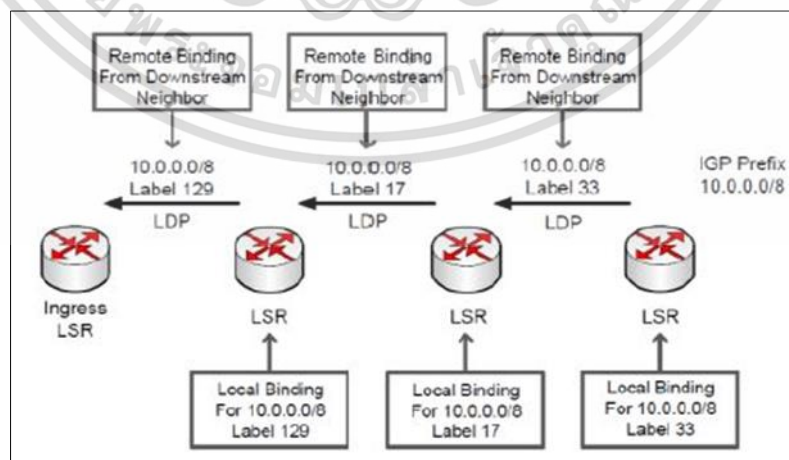 Remote Binding
From Downstream
Neighbor
Remote Binding
From Downstream
Neighbor
Remote Binding
From Downstream
Neighbor
10.0.0.0/8
Label 129
LDP
10.0.0.0/8
Label 17
LDP
10.0.0.0/8
Label 33
LDP
IGP Prefix
10.0.0.0/8
Ingress
LSR
LSR
LSR
LSR
Local Binding
For 10.0.0.0/8
Label 129
Local Binding
For 10.0.0.0/8
Label 17
Local Binding
For 10.0.0.0/8
Label 33